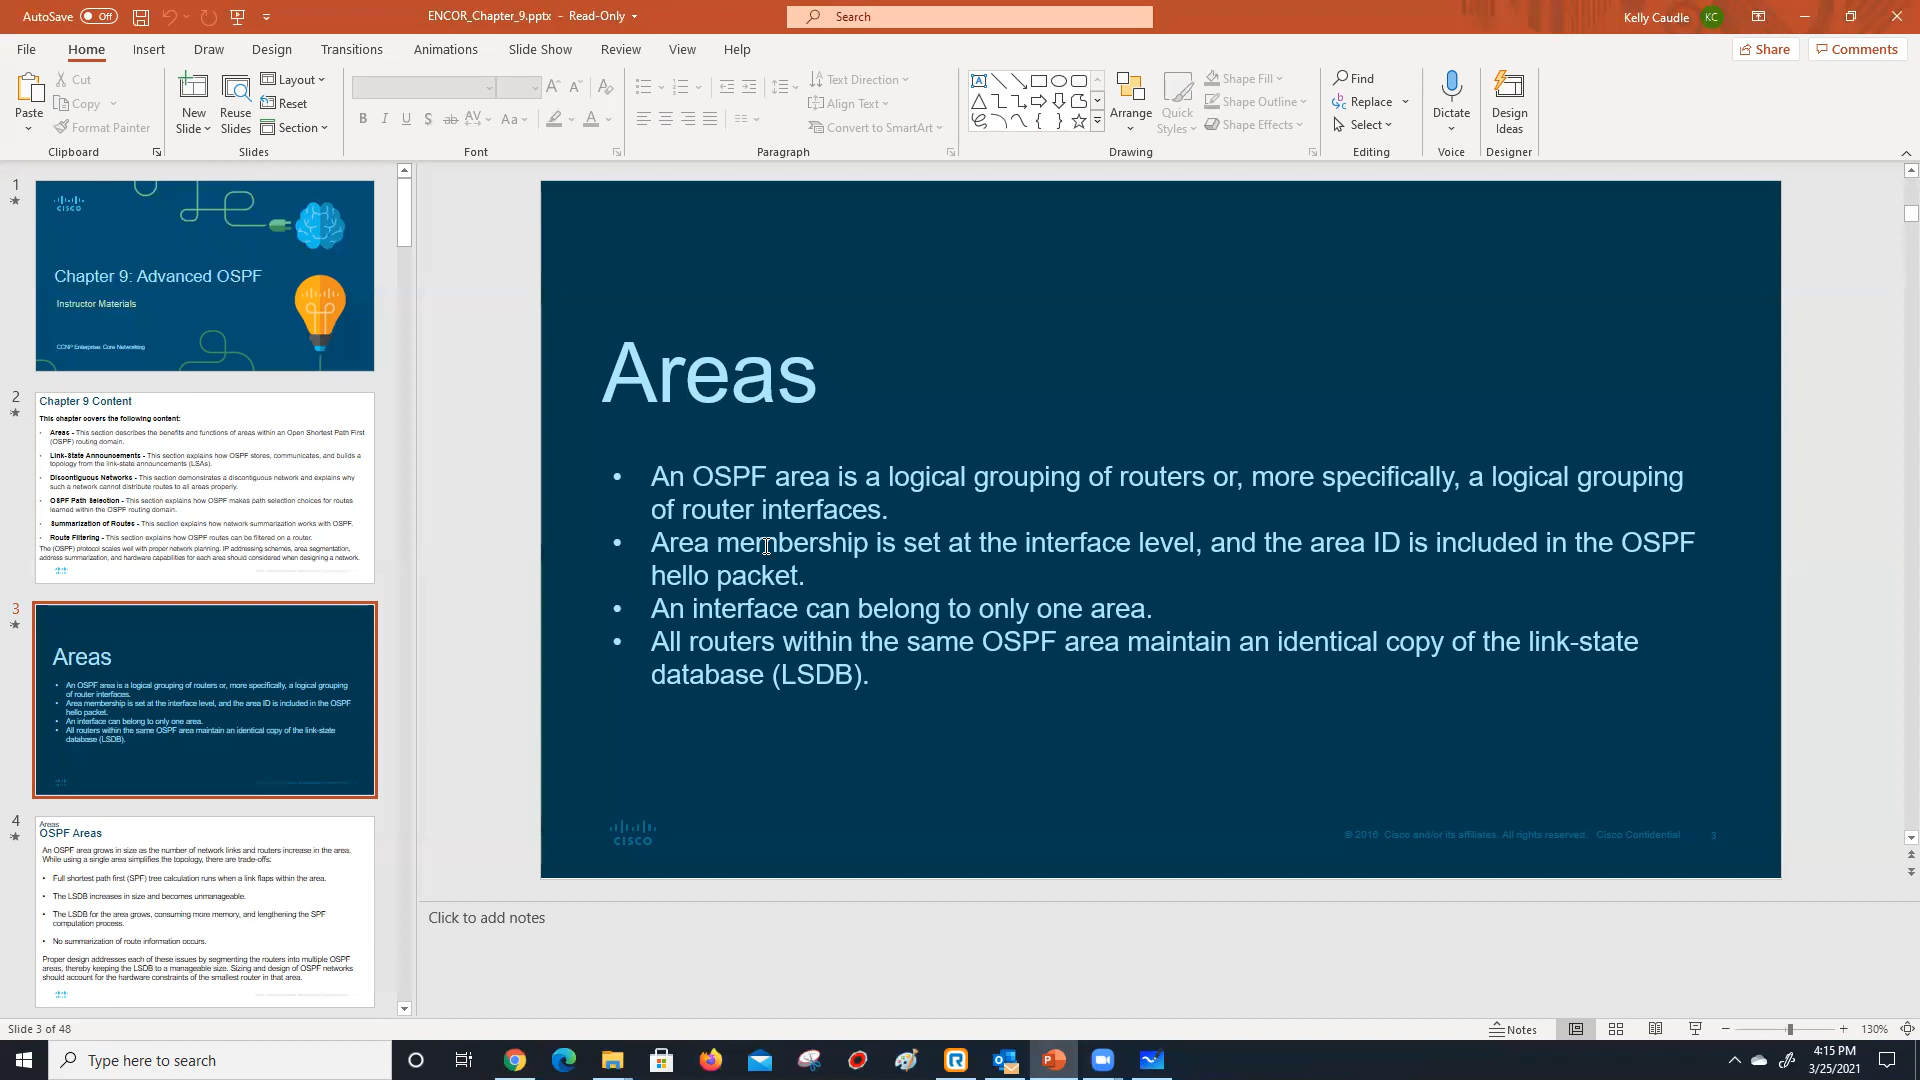 AutoSave Off
ENCOR_Chapter_9.pptx - Read-Only
Search
Kelly Caudle KC
File Home Insert Draw Design Transitions Animations Slide Show Review View Help
Share Comments
Paste
Cut
Copy
Format Painter
Clipboard
New Slide
Reuse Slides
Layout
Reset
Section
Slides
Font
Text Direction
Align Text
Convert to SmartArt
Paragraph
Arrange
Quick Styles
Shape Fill
Shape Outline
Shape Effects
Drawing
Find
Replace
Select
Editing
Dictate
Voice
Design Ideas
Designer
1
CISCO
Chapter 9: Advanced OSPF
Instructor Materials
CCNP Enterprise: Core Networking
2
Chapter 9 Content
This chapter covers the following content:
• Areas - This section describes the benefits and functions of areas within an Open Shortest Path First
(OSPF) routing domain.
• Link-State Announcements - This section explains how OSPF stores, communicates, and builds a
topology from the link-state announcements (LSAs).
• Discontiguous Networks - This section demonstrates a discontiguous network and explains why
such a network cannot distribute routes to all areas properly.
• OSPF Path Selection - This section explains how OSPF makes path selection choices for routes
learned within the OSPF routing domain.
• Summarization of Routes - This section explains how network summarization works with OSPF.
• Route Filtering - This section explains how OSPF routes can be filtered on a router.
The (OSPF) protocol scales well with proper network planning. IP addressing schemes, area segmentation,
address summarization, and hardware capabilities for each area should considered when designing a network.
3
Areas
• An OSPF area is a logical grouping of routers or, more specifically, a logical grouping
of router interfaces.
• Area membership is set at the interface level, and the area ID is included in the OSPF
hello packet.
• An interface can belong to only one area.
• All routers within the same OSPF area maintain an identical copy of the link-state
database (LSDB).
4
Areas
OSPF Areas
An OSPF area grows in size as the number of network links and routers increase in the area.
While using a single area simplifies the topology, there are trade-offs:
• Full shortest path first (SPF) tree calculation runs when a link flaps within the area.
• The LSDB increases in size and becomes unmanageable.
• The LSDB for the area grows, consuming more memory, and lengthening the SPF
computation process.
• No summarization of route information occurs.
Proper design addresses each of these issues by segmenting the routers into multiple OSPF
areas, thereby keeping the LSDB to a manageable size. Sizing and design of OSPF networks
should account for the hardware constraints of the smallest router in that area.
Areas
• An OSPF area is a logical grouping of routers or, more specifically, a logical grouping
of router interfaces.
• Area membership is set at the interface level, and the area ID is included in the OSPF
hello packet.
• An interface can belong to only one area.
• All routers within the same OSPF area maintain an identical copy of the link-state
database (LSDB).
CISCO
© 2016 Cisco and/or its affiliates. All rights reserved. Cisco Confidential 3
Click to add notes
Slide 3 of 48
Notes
130%
Type here to search
4:15 PM
3/25/2021